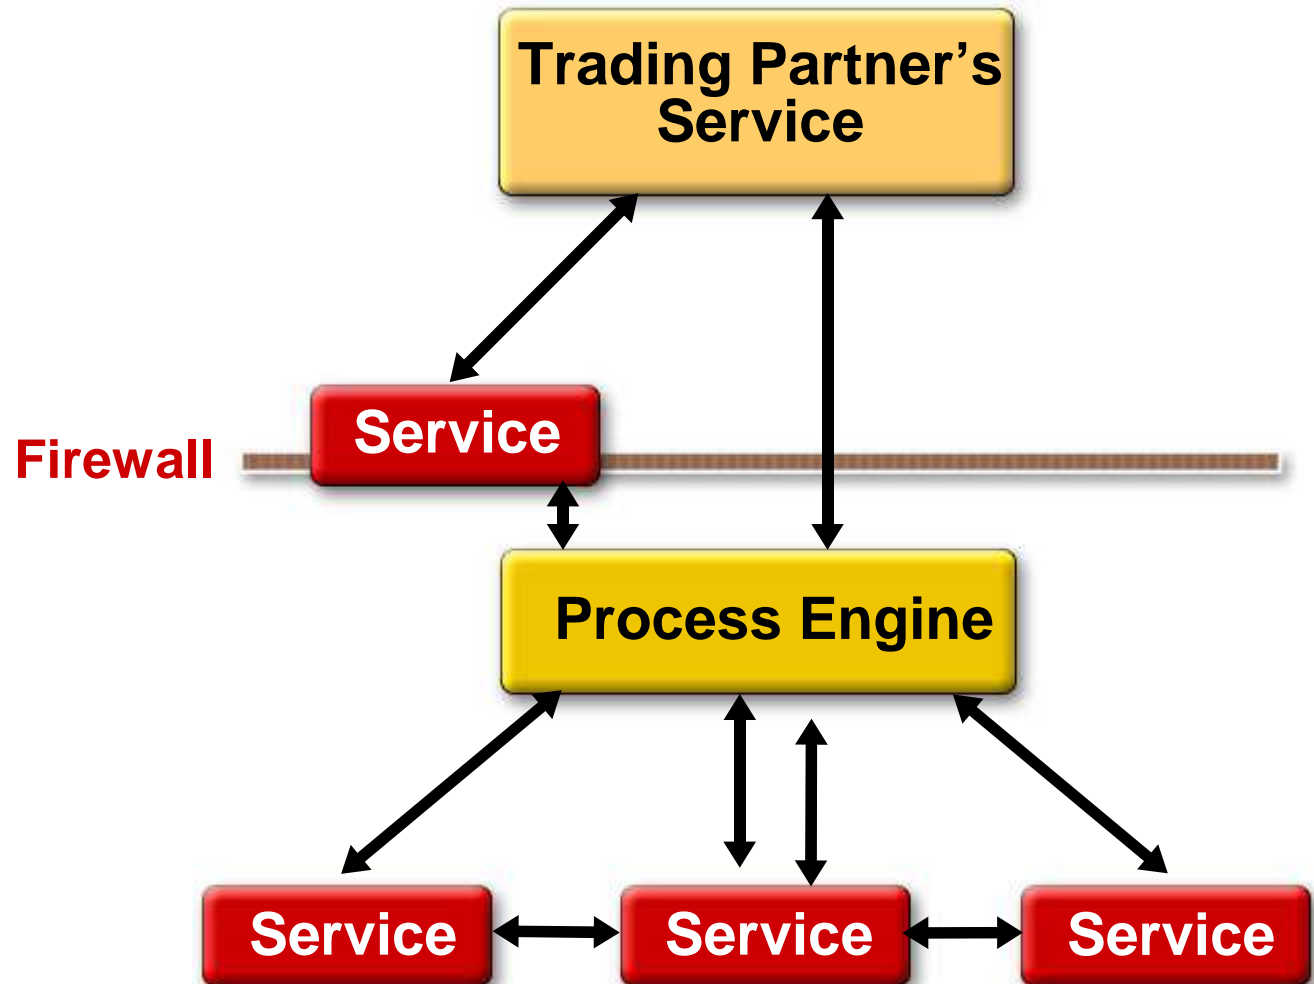 Trading Partner’s
Service
Service
Firewall
Process Engine
Service
Service
Service